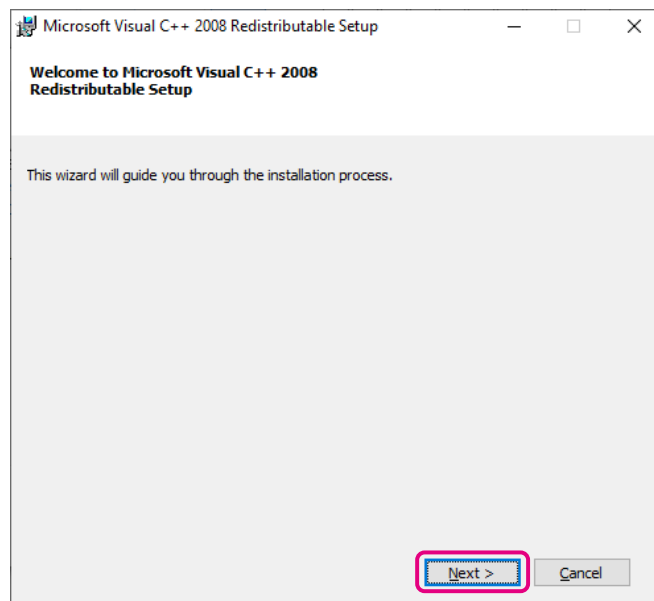 Microsoft Visual C++ 2008 Redistributable Setup
Welcome to Microsoft Visual C++ 2008
Redistributable Setup
This wizard will guide you through the installation process.
Next >
Cancel